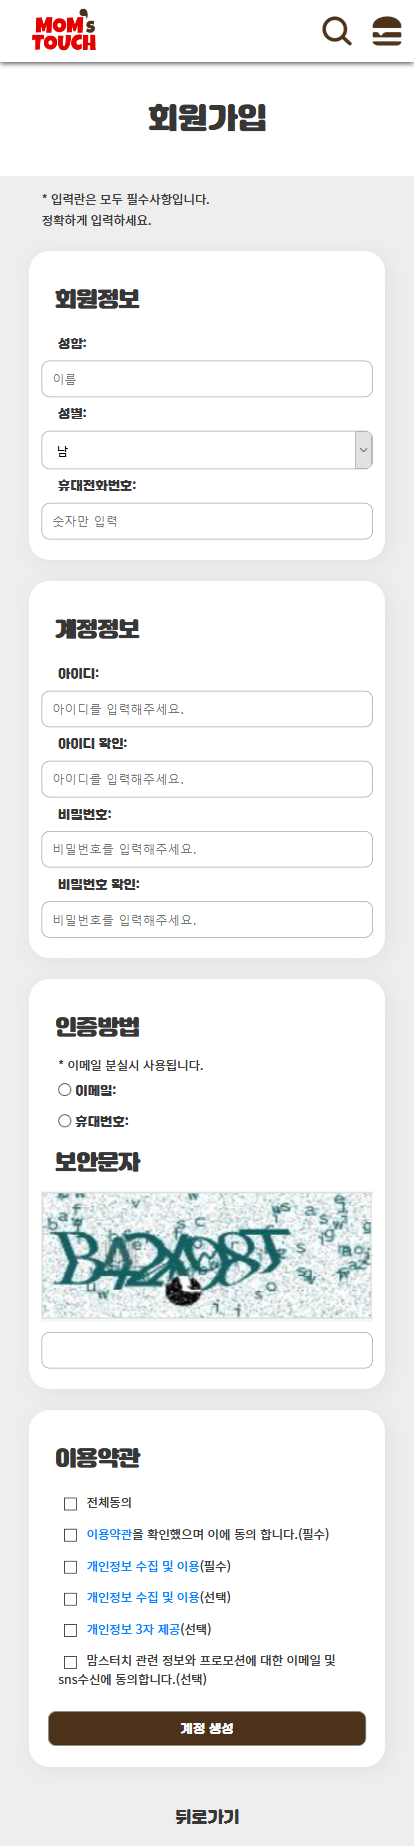 MOM's
TOUCH
회원가입
* 입력란은 모두 필수사항입니다.
정확하게 입력하세요.
회원정보
성함:
이름
성별:
남
휴대전화번호:
숫자만 입력
계정정보
아이디:
아이디를 입력해주세요.
아이디 확인:
아이디를 입력해주세요.
비밀번호:
비밀번호를 입력해주세요.
비밀번호 확인:
비밀번호를 입력해주세요.
인증방법
* 이메일 분실시 사용됩니다.
이메일:
휴대번호:
보안문자
이용약관
전체동의
이용약관을 확인했으며 이에 동의 합니다.(필수)
개인정보 수집 및 이용(필수)
개인정보 수집 및 이용(선택)
개인정보 3자 제공(선택)
맘스터치 관련 정보와 프로모션에 대한 이메일 및
sns수신에 동의합니다.(선택)
계정 생성
뒤로가기